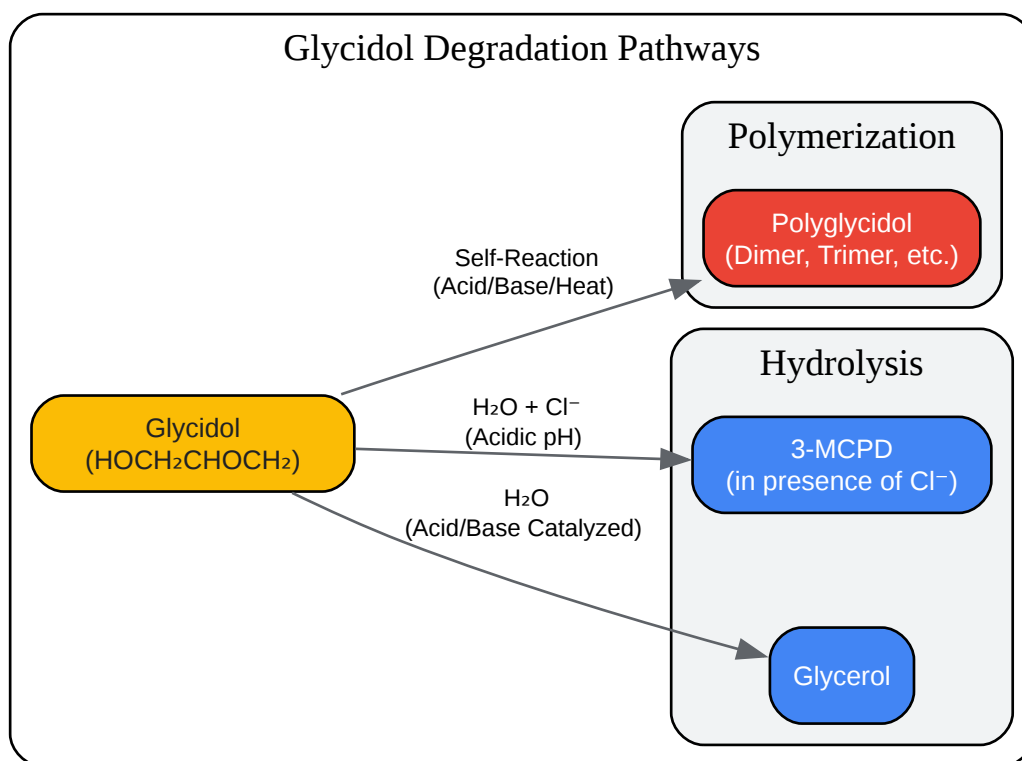 Glycidol Degradation Pathways
Polymerization
Polyglycidol
(Dimer, Trimer, etc.)
Self-Reaction
(Acid/Base/Heat)
Hydrolysis
Glycidol
(HOCH₂CHOCH₂)
H₂O + Cl⁻
(Acidic pH)
3-MCPD
(in presence of Cl⁻)
H₂O
(Acid/Base Catalyzed)
Glycerol